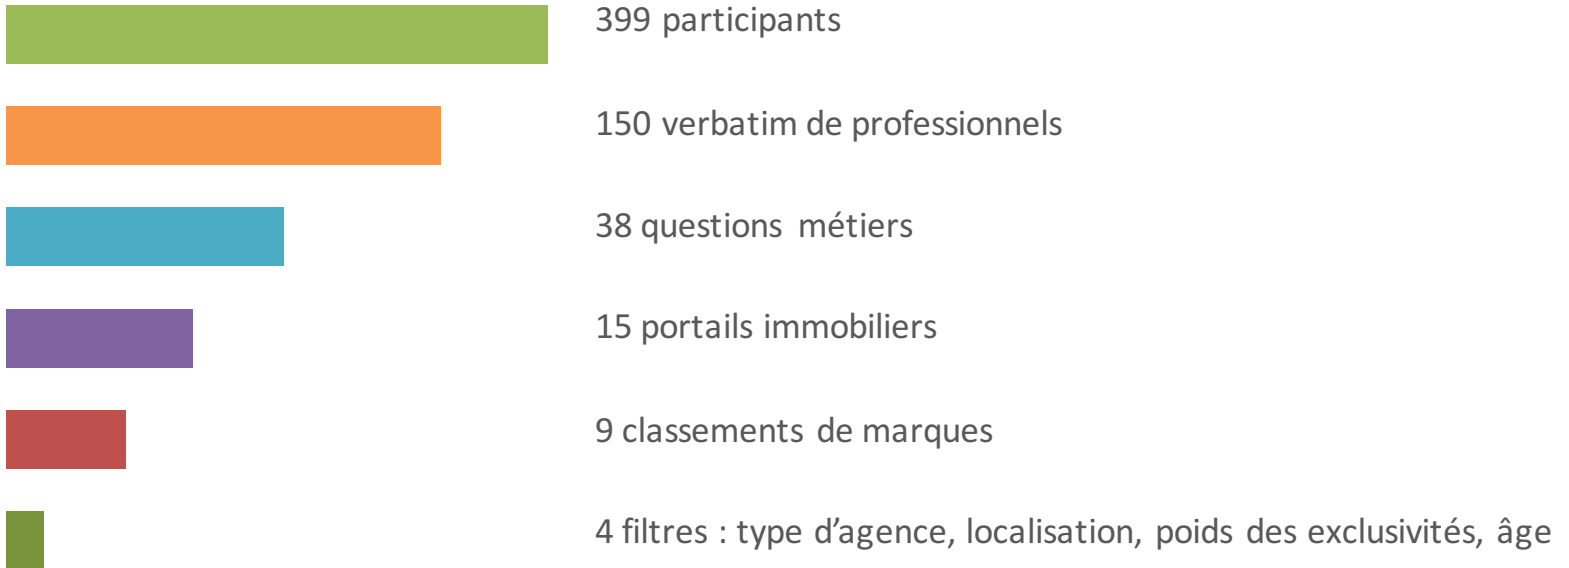 399 participants
150 verbatim de professionnels
38 questions métiers
15 portails immobiliers
9 classements de marques
4 filtres : type d’agence, localisation, poids des exclusivités, âge